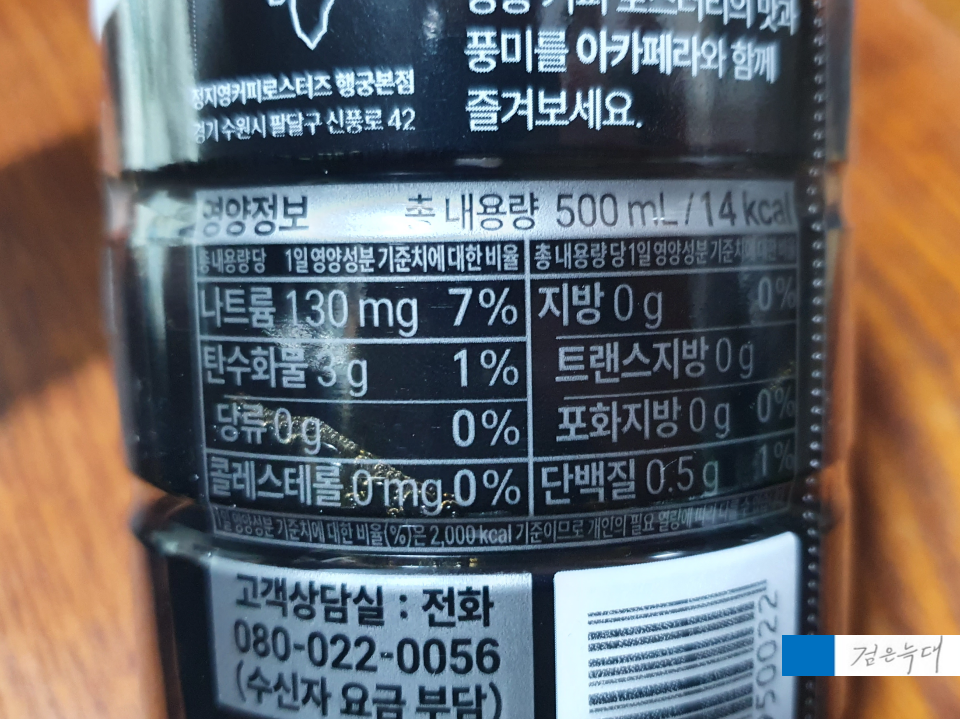 풍미를 아카페라와 함께
즐겨보세요.
정지영커피로스터즈 행궁본점
경기 수원시 팔달구 신풍로 42
영양정보 총 내용량 500 mL/14 kcal
총 내용량당 1일 영양성분 기준치에 대한 비율
총 내용량당 1일 영양성분 기준치에 대한 비율
나트륨 130 mg 7%
지방 0 g 0%
탄수화물 3 g 1%
트랜스지방 0 g
당류 0 g 0%
포화지방 0 g 0%
콜레스테롤 0 mg 0%
단백질 0.5 g 1%
1일 영양성분 기준치에 대한 비율(%)은 2,000 kcal 기준이므로 개인의 필요 열량에 따라
고객상담실 : 전화
080-022-0056
(수신자 요금 부담)
50022
검은늑대